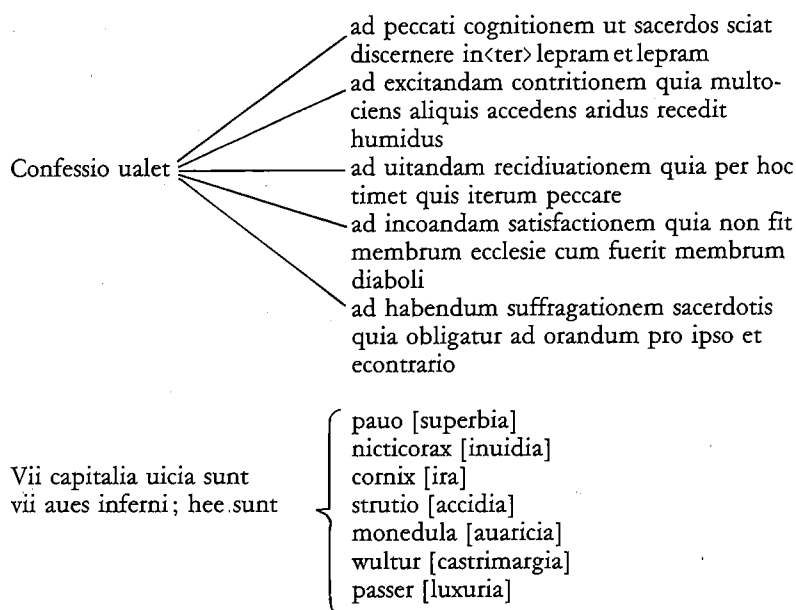 ad peccati cognitionem ut sacerdos sciat
discernere in<ter> lepram et lepram
ad excitandam contritionem quia multo-
ciens aliquis accedens aridus recedit
humidus
Confessio ualet
ad uitandam recidiuationem quia per hoc
timet quis iterum peccare
ad incoandam satisfactionem quia non fit
membrum ecclesie cum fuerit membrum
diaboli
ad habendum suffragationem sacerdotis
quia obligatur ad orandum pro ipso et
econtrario
Vii capitalia uicia sunt
vii aues inferni; hee sunt
pauo [superbia]
nicticorax [inuidia]
cornix [ira]
strutio [accidia]
monedula [auaricia]
wultur [castrimargia]
passer [luxuria]